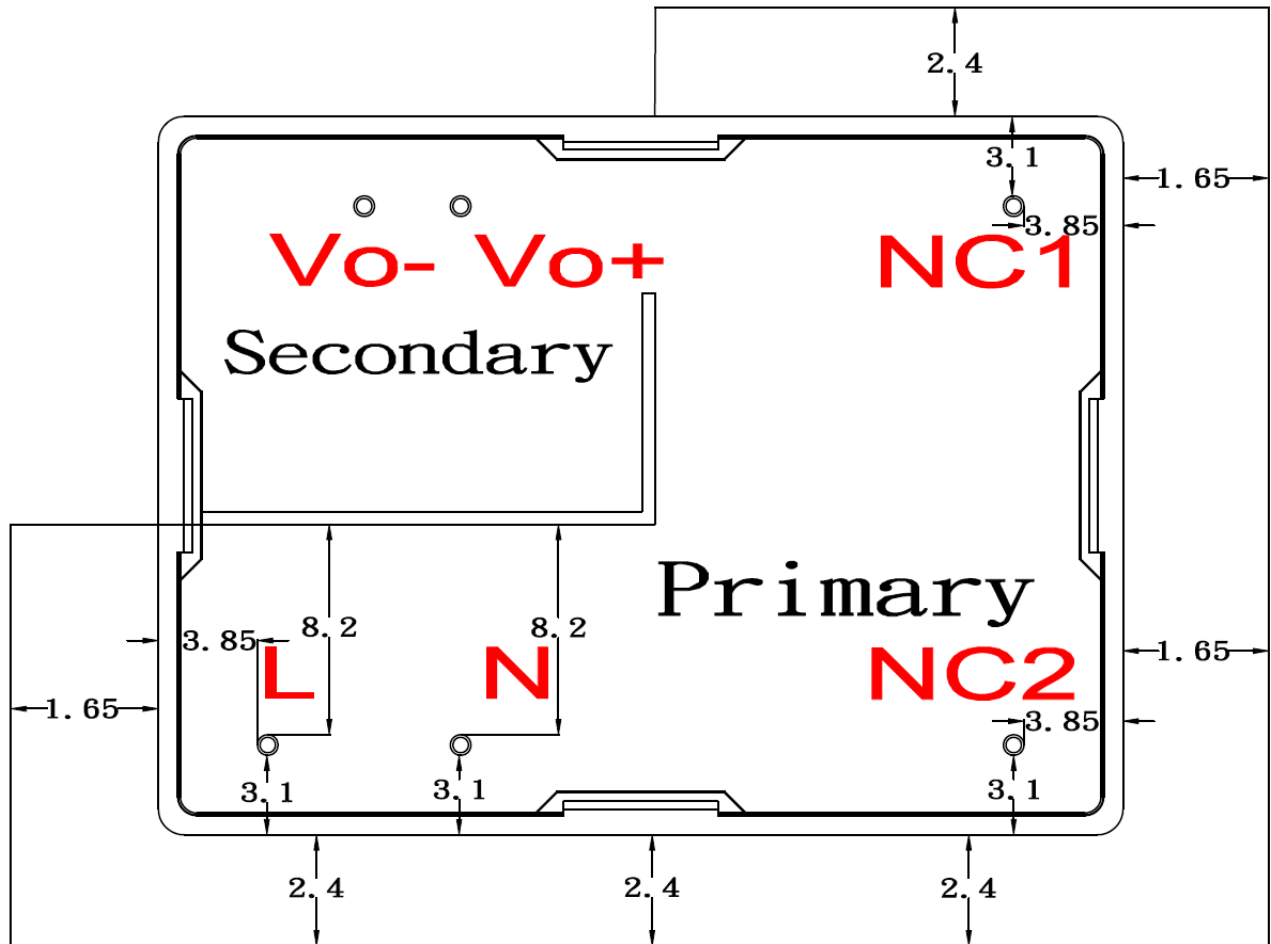 2.4
3.1
1.65
3.85
Vo- Vo+ NC1
Secondary
Primary
8.2 8.2
3.85 1.65
L N NC2
1.65 3.85
3.1 3.1 3.1
2.4 2.4 2.4